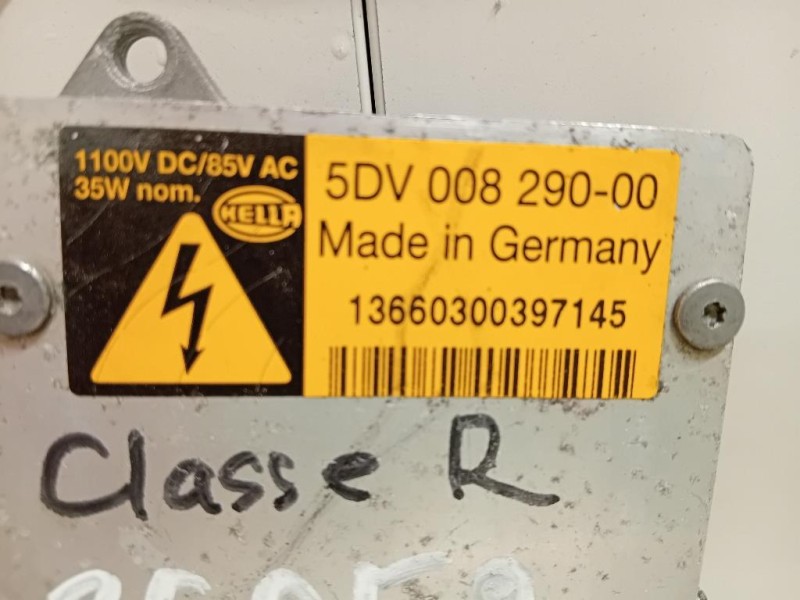 1100V DC/85V AC
35W nom.
HELLA
5DV 008 290-00
Made in Germany
13660300397145
Classe R